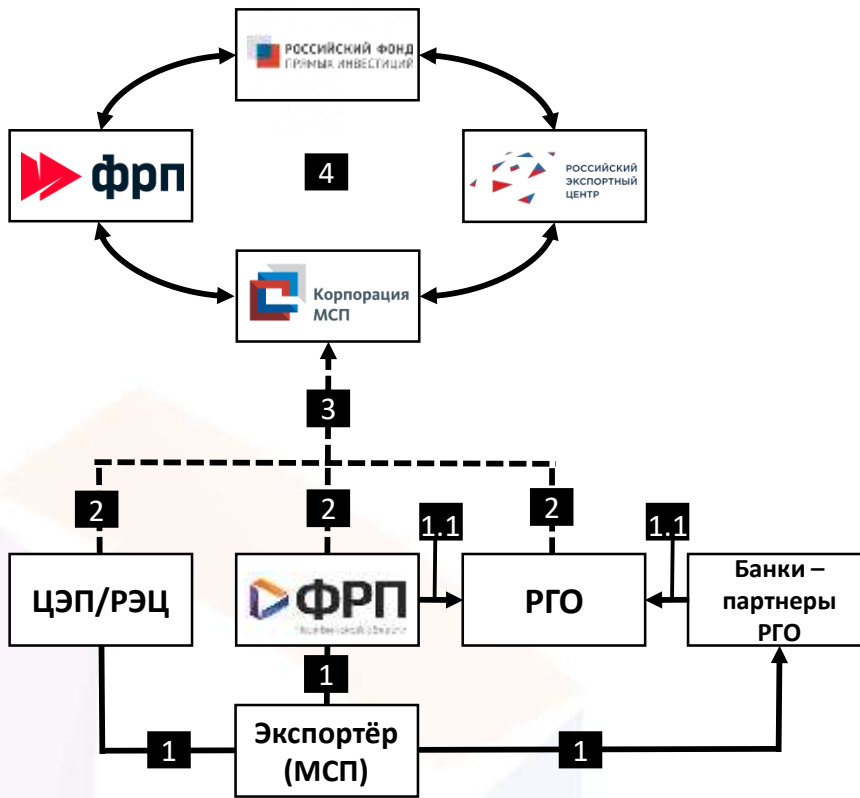 РОССИЙСКИЙ ФОНД
ПРЯМЫХ ИНВЕСТИЦИЙ
фрп
4
РОССИЙСКИЙ
ЭКСПОРТНЫЙ
ЦЕНТР
Корпорация
МСП
3
2
2
2
1.1
1.1
ЦЭП/РЭЦ
ФРП
РГО
Банки –
партнеры
РГО
1
Экспортёр
(МСП)
1
1